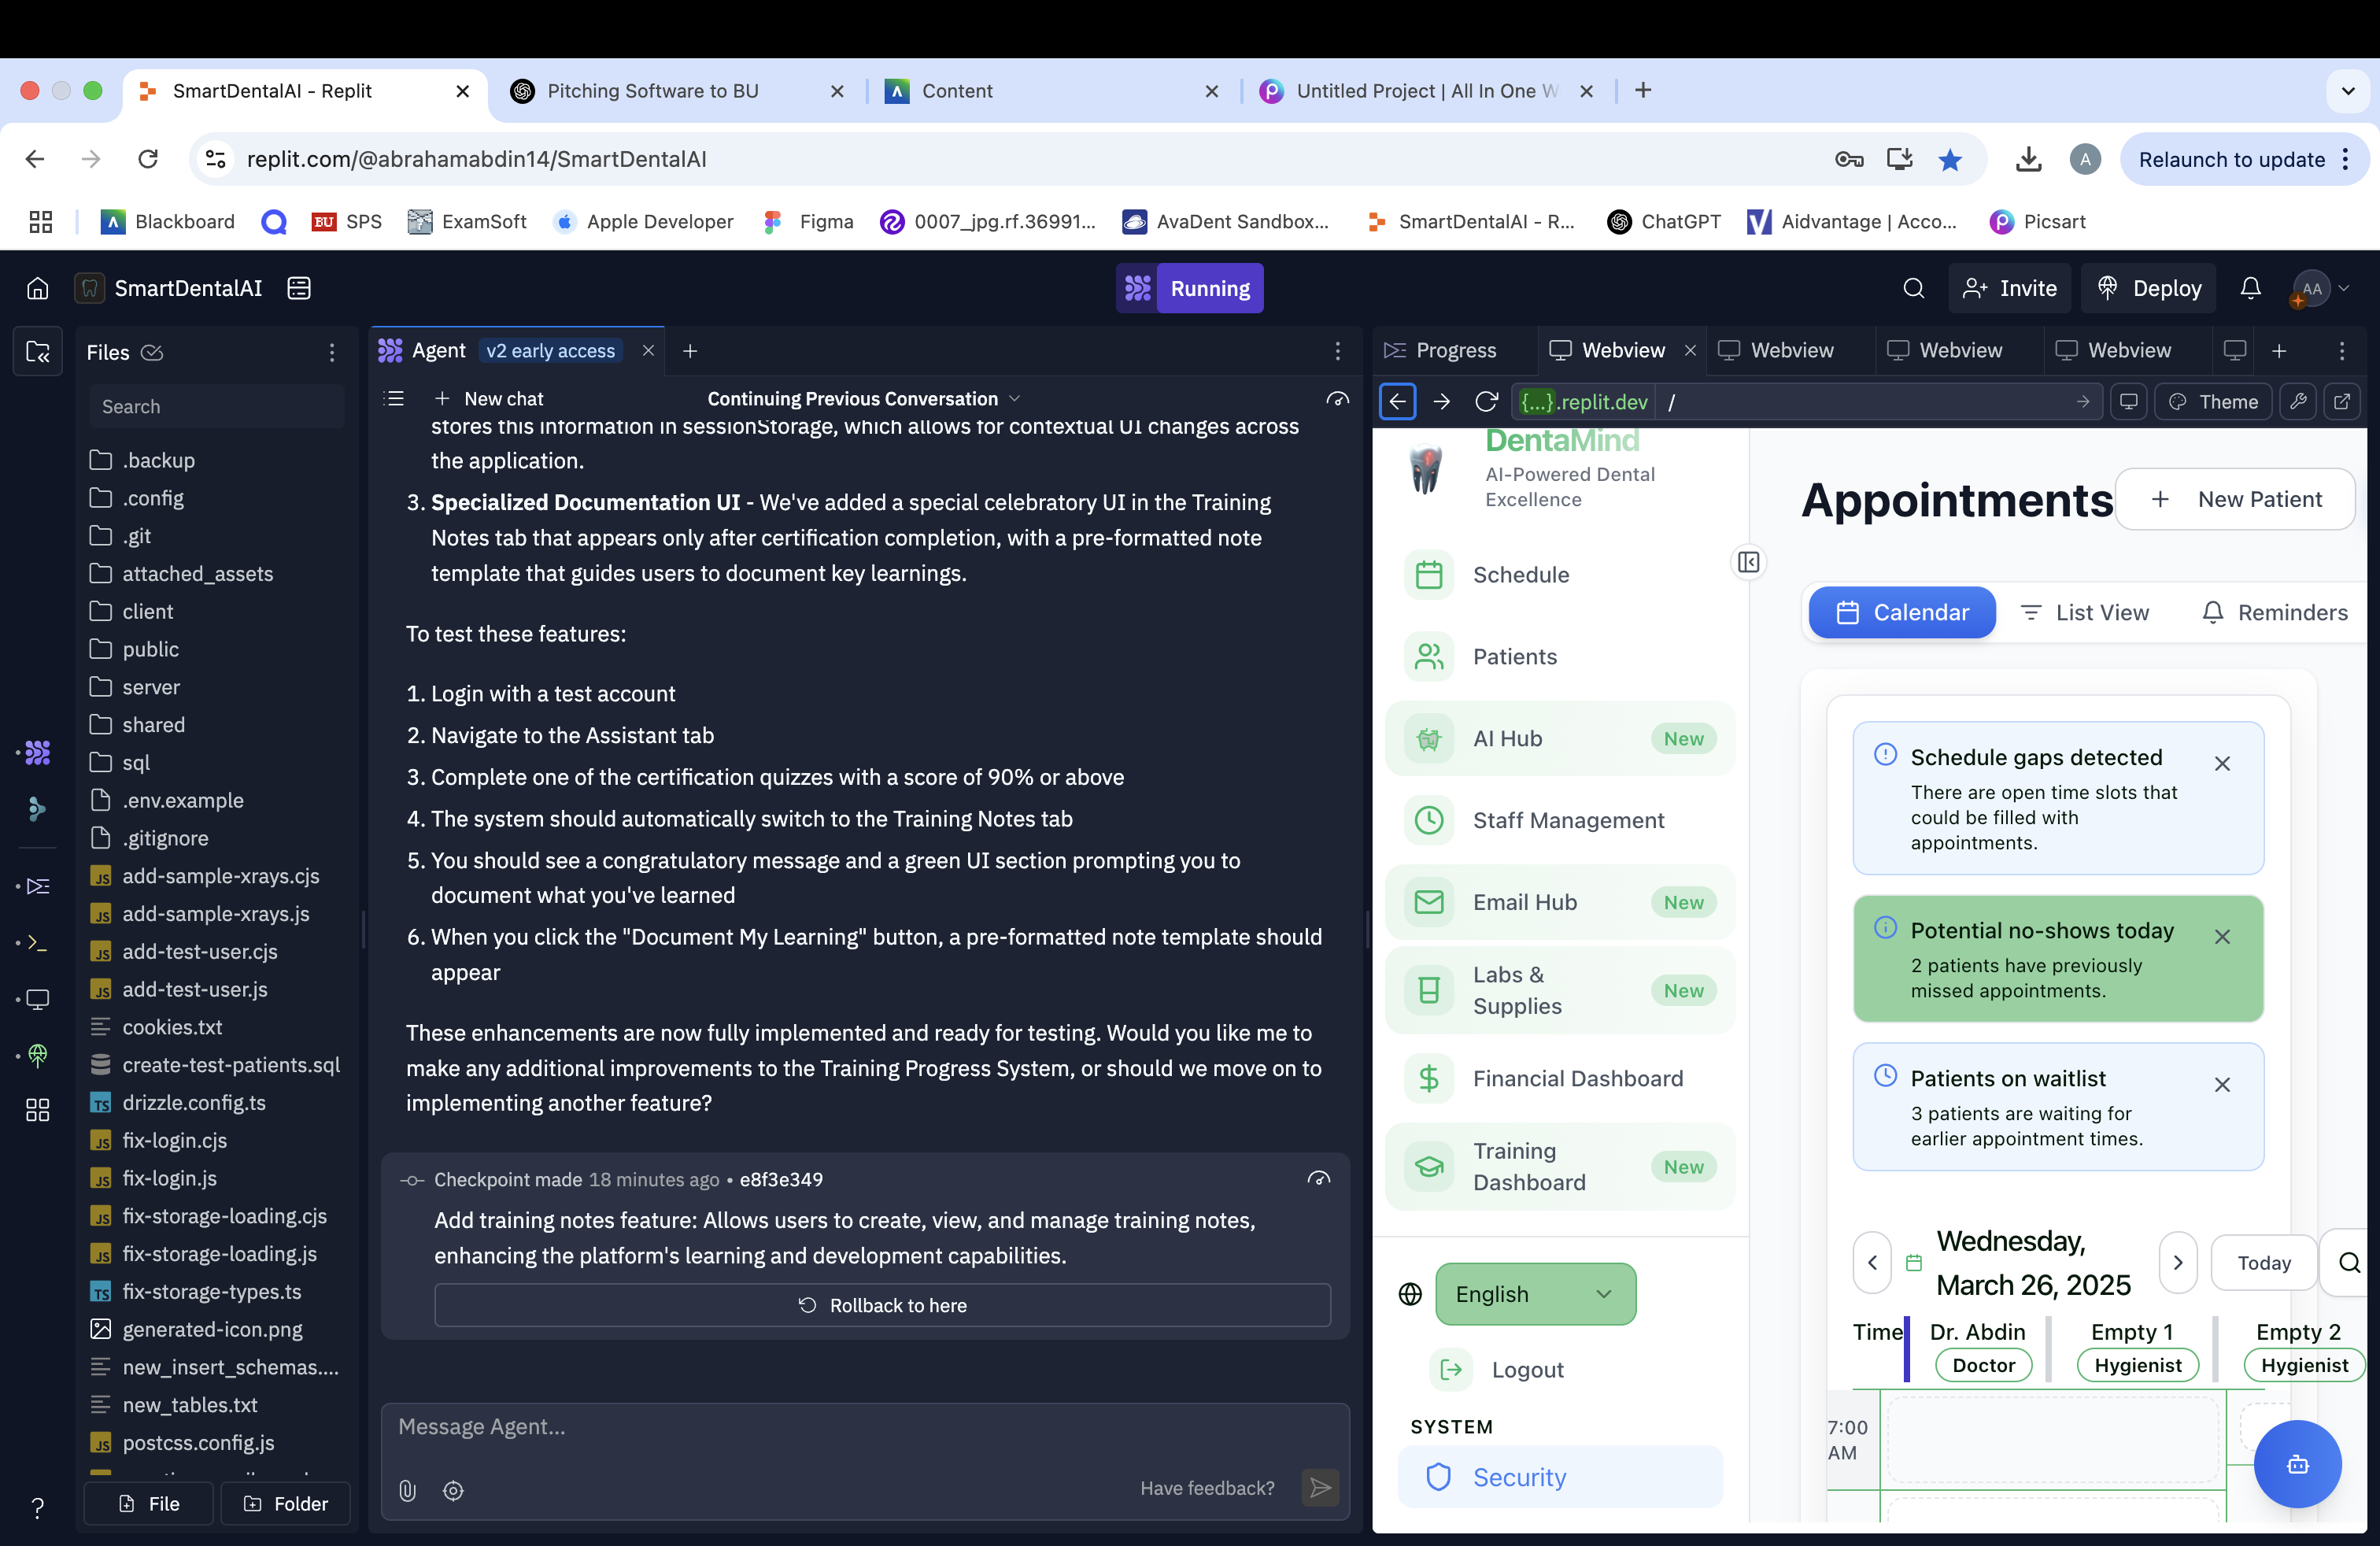 SmartDentalAI - Replit
Pitching Software to BU
Content
Untitled Project | All In One W
replit.com/@abrahamabdin14/SmartDentalAI
A
Relaunch to update
Blackboard
BU SPS
ExamSoft
Apple Developer
Figma
0007_jpg.rf.36991...
AvaDent Sandbox...
SmartDentalAI - R...
ChatGPT
Aidvantage | Acco...
Picsart
SmartDentalAI
Running
Invite
Deploy
AA
Files
Search
.backup
.config
.git
attached_assets
client
public
server
shared
sql
.env.example
.gitignore
JS add-sample-xrays.cjs
JS add-sample-xrays.js
JS add-test-user.cjs
JS add-test-user.js
cookies.txt
create-test-patients.sql
TS drizzle.config.ts
JS fix-login.cjs
JS fix-login.js
JS fix-storage-loading.cjs
JS fix-storage-loading.js
TS fix-storage-types.ts
generated-icon.png
new_insert_schemas....
new_tables.txt
JS postcss.config.js
File
Folder
?
Agent v2 early access
New chat
Continuing Previous Conversation
stores this information in sessionStorage, which allows for contextual UI changes across
the application.
3. Specialized Documentation UI - We've added a special celebratory UI in the Training
Notes tab that appears only after certification completion, with a pre-formatted note
template that guides users to document key learnings.
To test these features:
1. Login with a test account
2. Navigate to the Assistant tab
3. Complete one of the certification quizzes with a score of 90% or above
4. The system should automatically switch to the Training Notes tab
5. You should see a congratulatory message and a green UI section prompting you to
document what you've learned
6. When you click the "Document My Learning" button, a pre-formatted note template should
appear
These enhancements are now fully implemented and ready for testing. Would you like me to
make any additional improvements to the Training Progress System, or should we move on to
implementing another feature?
Checkpoint made 18 minutes ago • e8f3e349
Add training notes feature: Allows users to create, view, and manage training notes,
enhancing the platform's learning and development capabilities.
Rollback to here
Message Agent...
Have feedback?
Progress
Webview
Webview
Webview
Webview
{...}.replit.dev
/
Theme
DentaMind
AI-Powered Dental
Excellence
Schedule
Patients
AI Hub New
Staff Management
Email Hub New
Labs &
Supplies New
Financial Dashboard
Training
Dashboard New
English
Logout
SYSTEM
Security
Appointments
New Patient
Calendar
List View
Reminders
Schedule gaps detected
There are open time slots that
could be filled with
appointments.
Potential no-shows today
2 patients have previously
missed appointments.
Patients on waitlist
3 patients are waiting for
earlier appointment times.
Wednesday,
March 26, 2025
Today
Time
Dr. Abdin
Doctor
Empty 1
Hygienist
Empty 2
Hygienist
7:00
AM